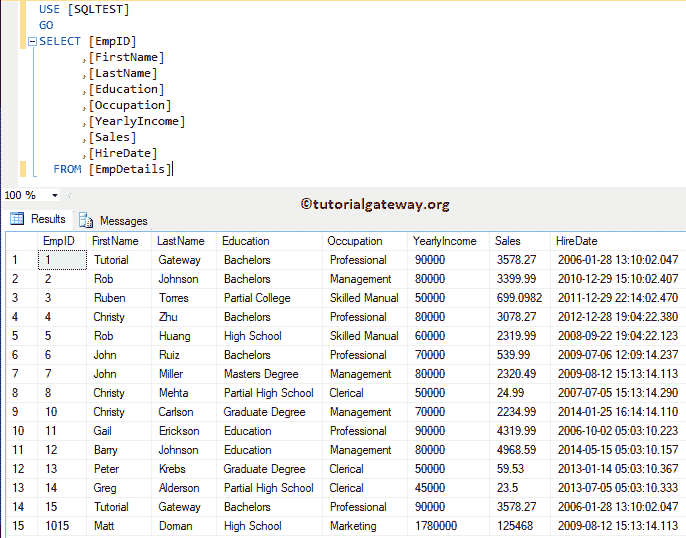 USE [SQLTEST]
GO
SELECT [EmpID]
,[FirstName]
,[LastName]
,[Education]
,[Occupation]
,[YearlyIncome]
,[Sales]
,[HireDate]
FROM [EmpDetails]
100 %
©tutorialgateway.org
Results Messages
EmpID FirstName LastName Education Occupation YearlyIncome Sales HireDate
1 1 Tutorial Gateway Bachelors Professional 90000 3578.27 2006-01-28 13:10:02.047
2 2 Rob Johnson Bachelors Management 80000 3399.99 2010-12-29 15:10:02.407
3 3 Ruben Torres Partial College Skilled Manual 50000 699.0982 2011-12-29 22:14:02.470
4 4 Christy Zhu Bachelors Professional 80000 3078.27 2012-12-28 19:04:22.380
5 5 Rob Huang High School Skilled Manual 60000 2319.99 2008-09-22 19:04:22.123
6 6 John Ruiz Bachelors Professional 70000 539.99 2009-07-06 12:09:14.237
7 7 John Miller Masters Degree Management 80000 2320.49 2009-08-12 15:13:14.113
8 8 Christy Mehta Partial High School Clerical 50000 24.99 2007-07-05 15:13:14.290
9 10 Christy Carlson Graduate Degree Management 70000 2234.99 2014-01-25 16:14:14.110
10 11 Gail Erickson Education Professional 90000 4319.99 2006-10-02 05:03:10.223
11 12 Barry Johnson Education Management 80000 4968.59 2014-05-15 05:03:10.157
12 13 Peter Krebs Graduate Degree Clerical 50000 59.53 2013-01-14 05:03:10.367
13 14 Greg Alderson Partial High School Clerical 45000 23.5 2013-07-05 05:03:10.333
14 15 Tutorial Gateway Bachelors Professional 90000 3578.27 2006-01-28 13:10:02.047
15 1015 Matt Doman High School Marketing 1780000 125468 2009-08-12 15:13:14.113